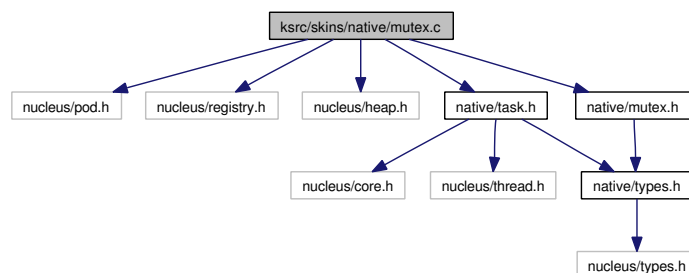 ksrc/skins/native/mutex.c
nucleus/pod.h
nucleus/registry.h
nucleus/heap.h
native/task.h
native/mutex.h
nucleus/core.h
nucleus/thread.h
native/types.h
nucleus/types.h